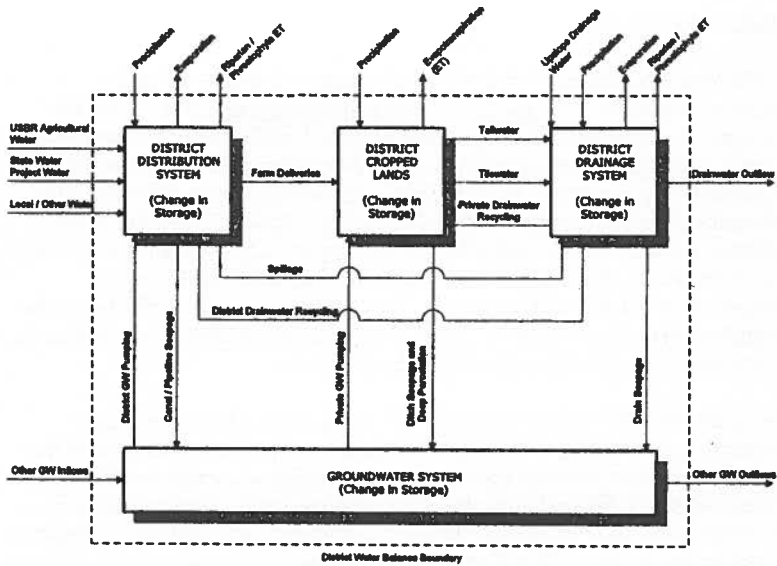 Precipitation
Evaporation
Riparian /
Phreatophyte ET
Precipitation
Evapotranspiration
(ET)
Upslope Drainage
Water
Precipitation
Evaporation
Riparian /
Phreatophyte ET
USBR Agricultural
Water
State Water
Project Water
Local / Other Water
DISTRICT
DISTRIBUTION
SYSTEM
(Change in
Storage)
Farm Deliveries
DISTRICT
CROPPED
LANDS
(Change in
Storage)
Tailwater
Tilewater
Private Drainwater
Recycling
DISTRICT
DRAINAGE
SYSTEM
(Change in
Storage)
Drainwater Outflow
Spillage
District Drainwater Recycling
District GW Pumping
Canal / Pipeline Seepage
Private GW Pumping
Ditch Seepage and
Deep Percolation
Drain Seepage
Other GW Inflows
GROUNDWATER SYSTEM
(Change in Storage)
Other GW Outflows
District Water Balance Boundary